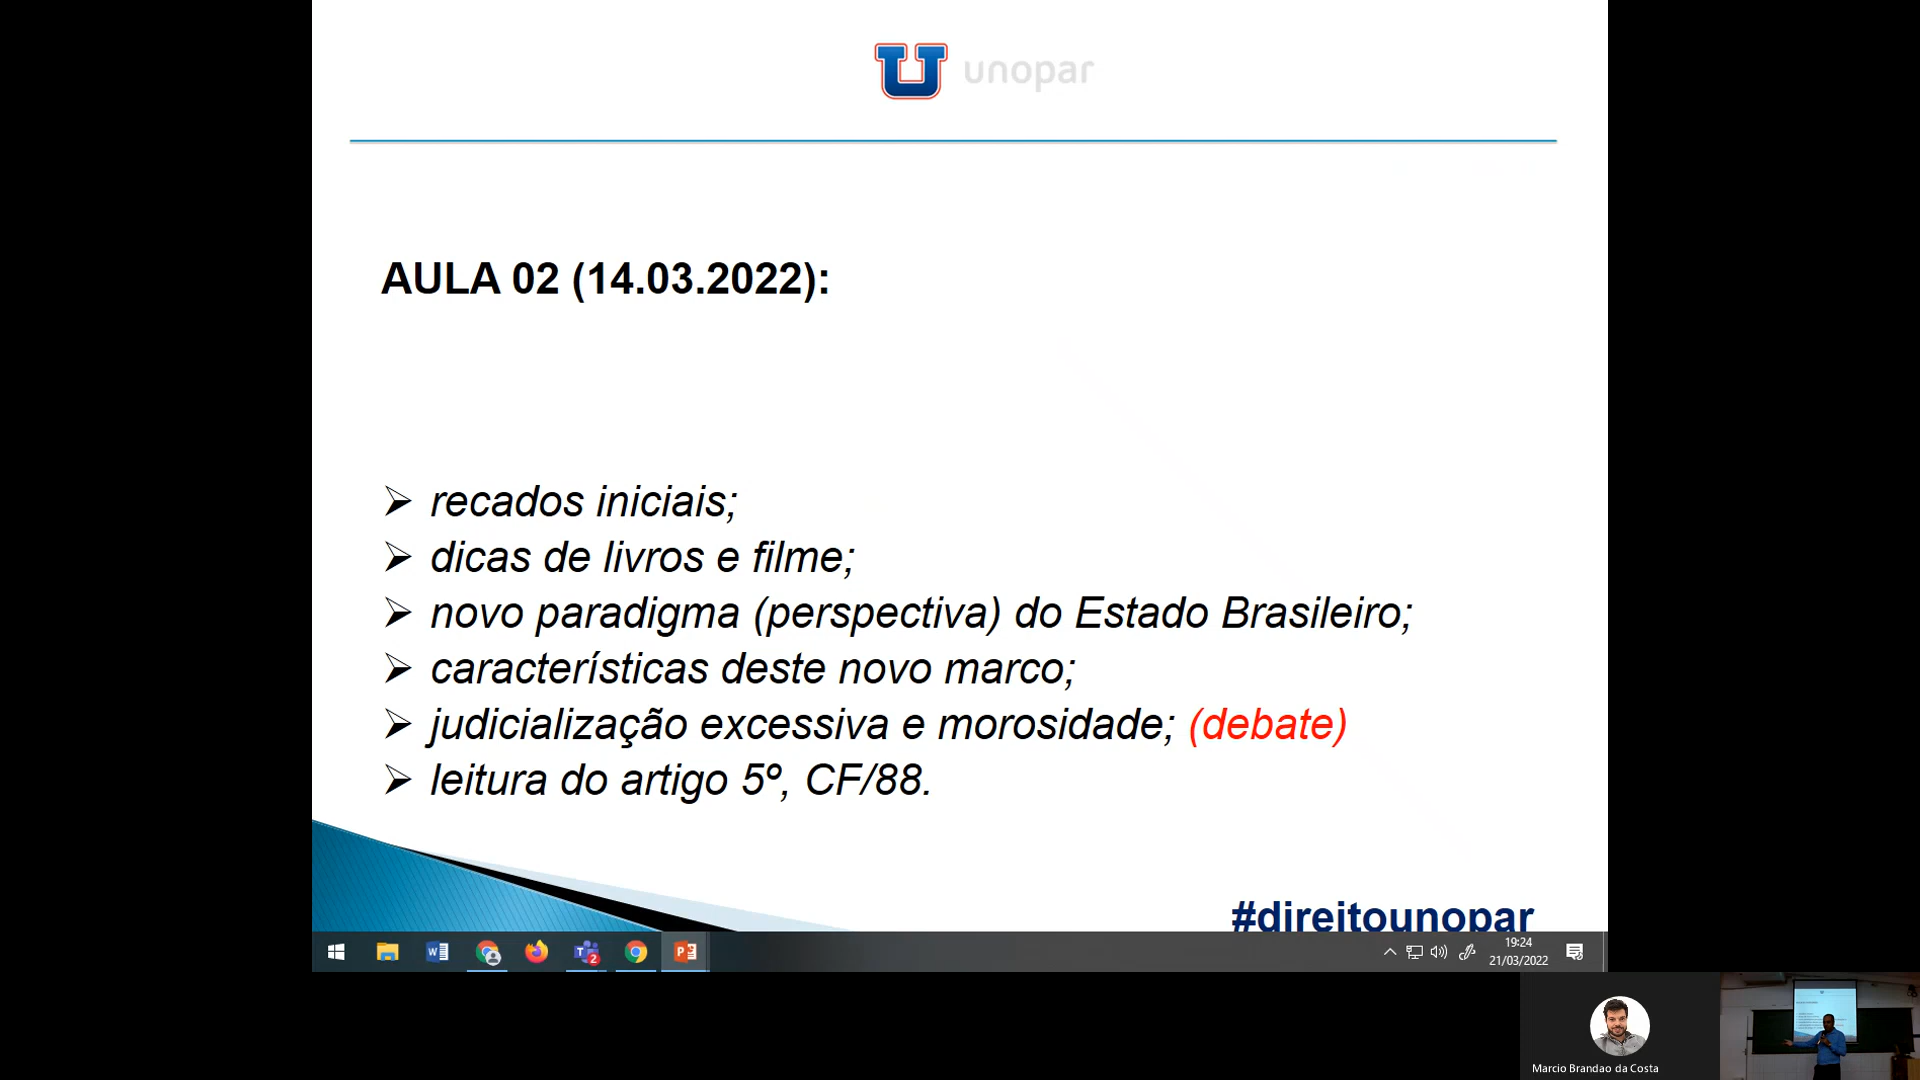 unopar
AULA 02 (14.03.2022):
recados iniciais;
dicas de livros e filme;
novo paradigma (perspectiva) do Estado Brasileiro;
características deste novo marco;
judicialização excessiva e morosidade; (debate)
leitura do artigo 5º, CF/88.
#direitounopar
19:24
21/03/2022
Marcio Brandao da Costa